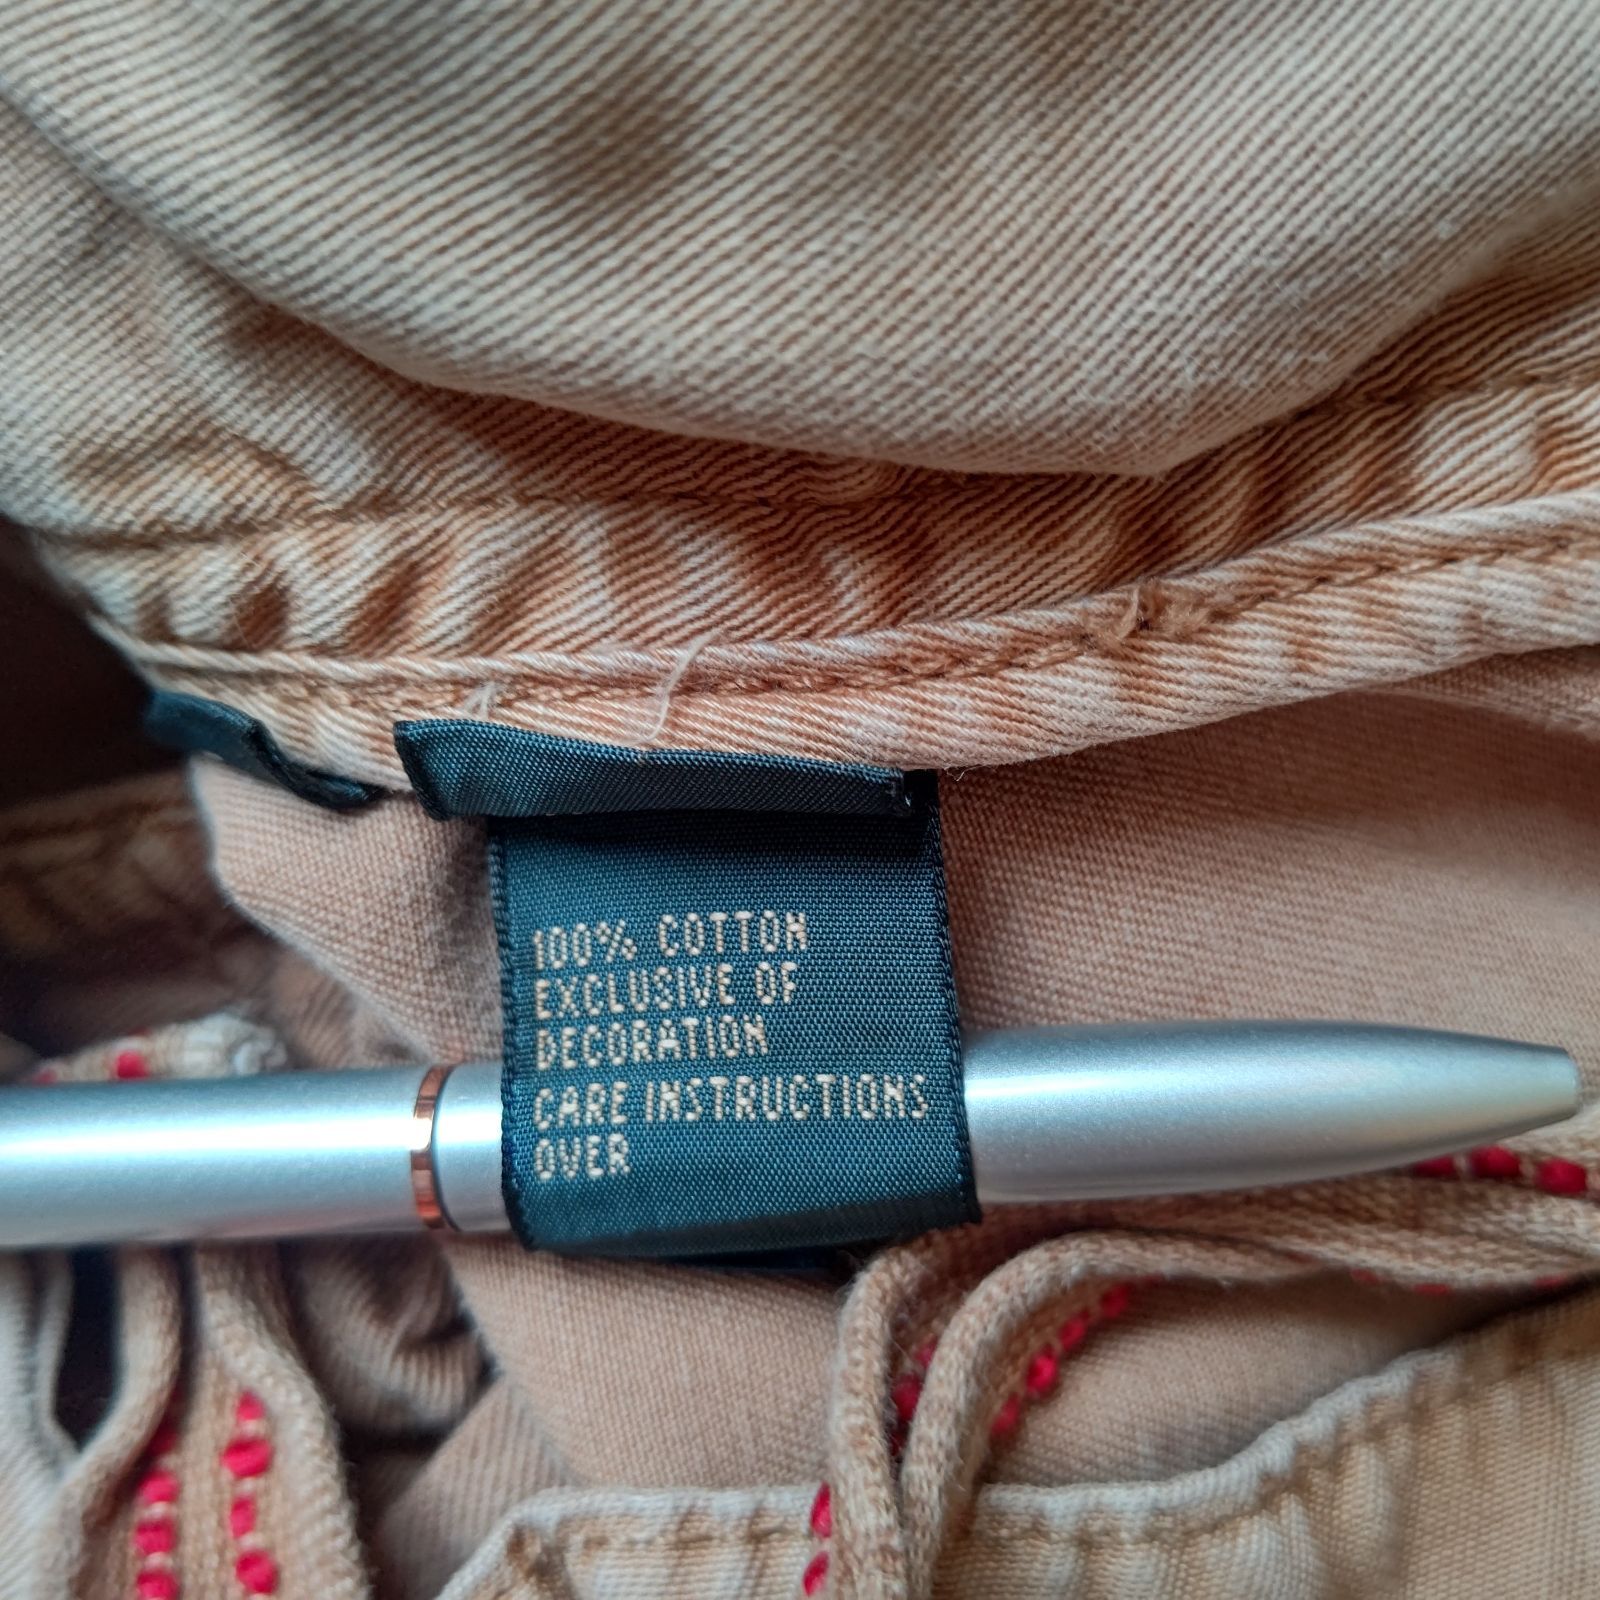 100% COTTON
EXCLUSIVE OF
DECORATION
CARE INSTRUCTIONS
OVER